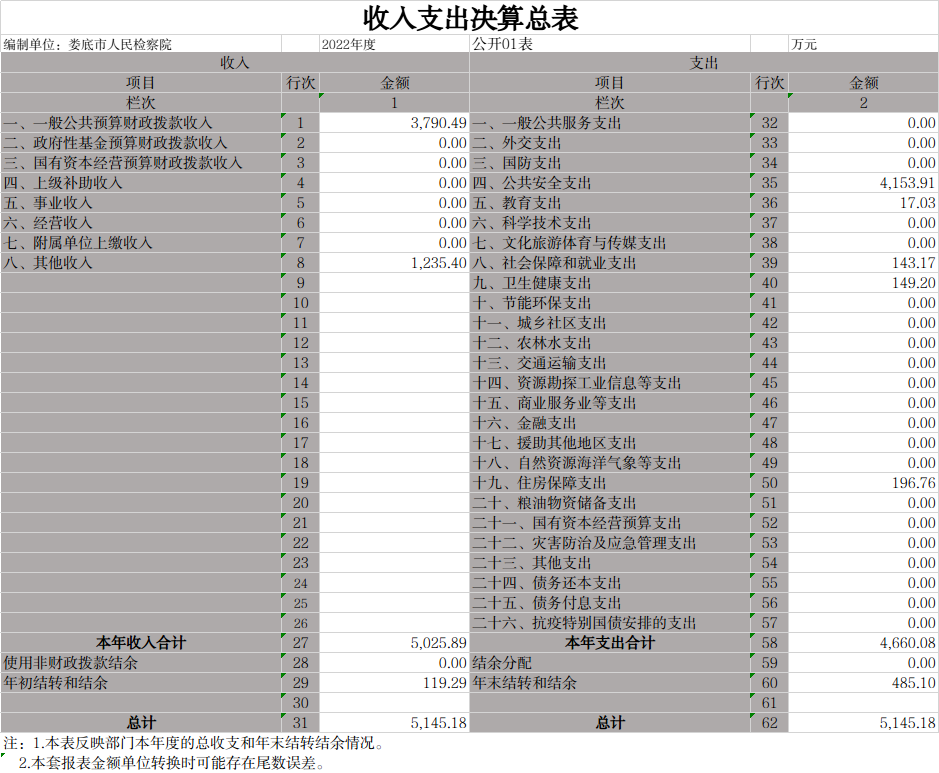 收入支出决算总表
编制单位：娄底市人民检察院 2022年度 公开01表 万元
收入 支出
项目 行次 金额 项目 行次 金额
栏次 1 栏次 2
一、一般公共预算财政拨款收入 1 3,790.49 一、一般公共服务支出 32 0.00
二、政府性基金预算财政拨款收入 2 0.00 二、外交支出 33 0.00
三、国有资本经营预算财政拨款收入 3 0.00 三、国防支出 34 0.00
四、上级补助收入 4 0.00 四、公共安全支出 35 4,153.91
五、事业收入 5 0.00 五、教育支出 36 17.03
六、经营收入 6 0.00 六、科学技术支出 37 0.00
七、附属单位上缴收入 7 0.00 七、文化旅游体育与传媒支出 38 0.00
八、其他收入 8 1,235.40 八、社会保障和就业支出 39 143.17
9 九、卫生健康支出 40 149.20
10 十、节能环保支出 41 0.00
11 十一、城乡社区支出 42 0.00
12 十二、农林水支出 43 0.00
13 十三、交通运输支出 44 0.00
14 十四、资源勘探工业信息等支出 45 0.00
15 十五、商业服务业等支出 46 0.00
16 十六、金融支出 47 0.00
17 十七、援助其他地区支出 48 0.00
18 十八、自然资源海洋气象等支出 49 0.00
19 十九、住房保障支出 50 196.76
20 二十、粮油物资储备支出 51 0.00
21 二十一、国有资本经营预算支出 52 0.00
22 二十二、灾害防治及应急管理支出 53 0.00
23 二十三、其他支出 54 0.00
24 二十四、债务还本支出 55 0.00
25 二十五、债务付息支出 56 0.00
26 二十六、抗疫特别国债安排的支出 57 0.00
本年收入合计 27 5,025.89 本年支出合计 58 4,660.08
使用非财政拨款结余 28 0.00 结余分配 59 0.00
年初结转和结余 29 119.29 年末结转和结余 60 485.10
30 61
总计 31 5,145.18 总计 62 5,145.18
注：1.本表反映部门本年度的总收支和年末结转结余情况。
2.本套报表金额单位转换时可能存在尾数误差。